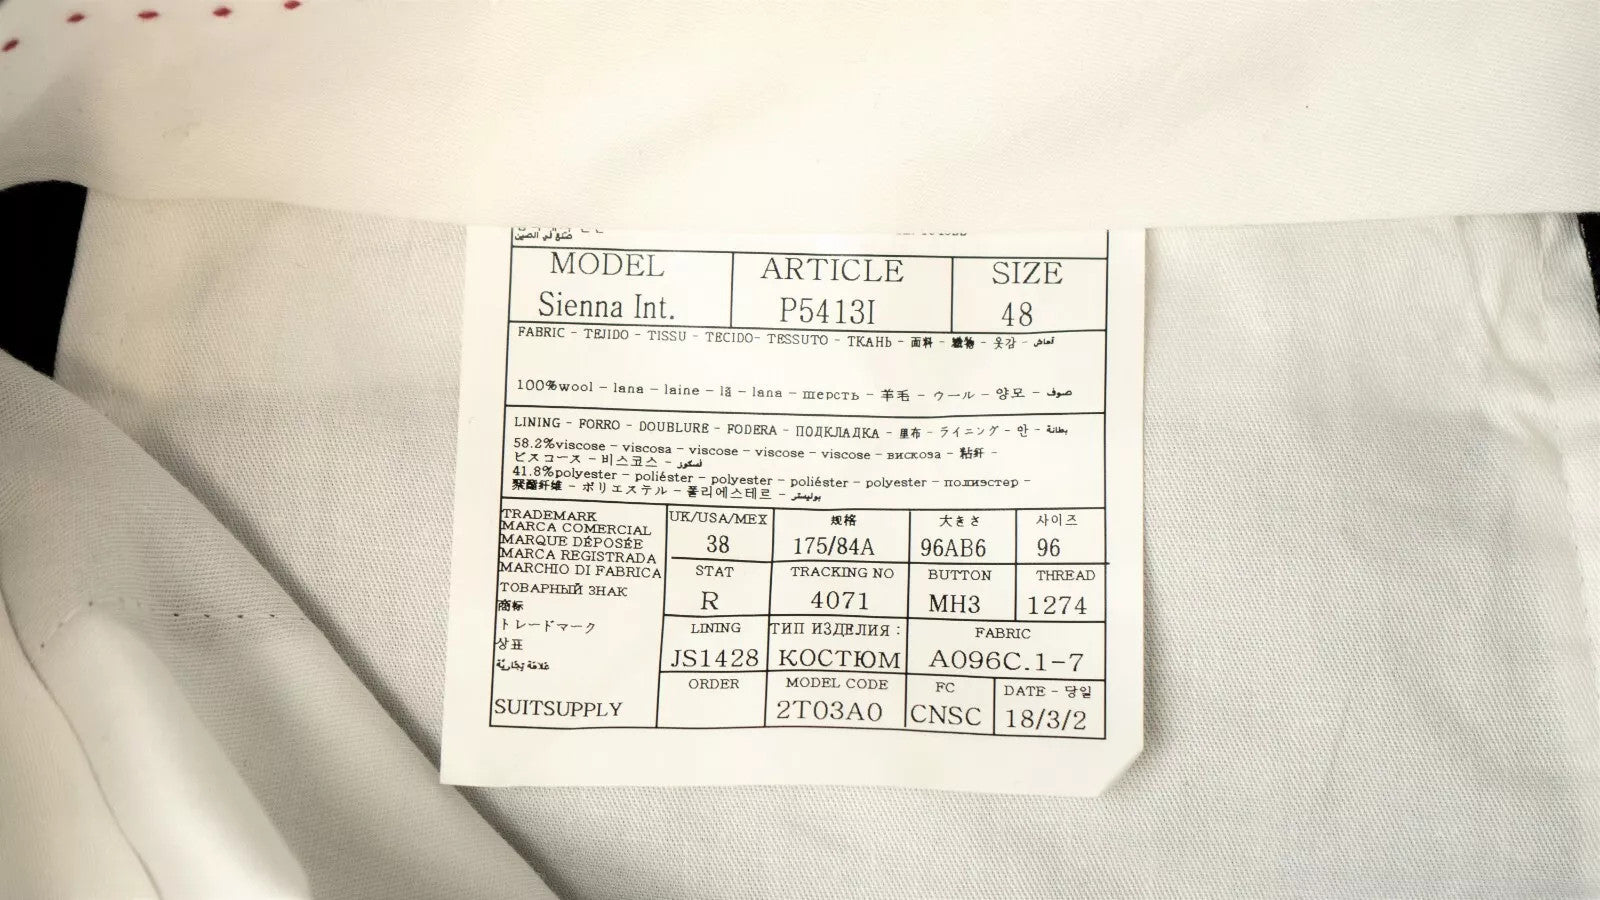 صنع في الصين
MODEL ARTICLE SIZE
Sienna Int. P5413I 48
FABRIC - TEJIDO - TISSU - TECIDO- TESSUTO - ТКАНЬ - 面料 - 織物 - 옷감 - قماش
100%wool - lana - laine - lã - lana - шерсть - 羊毛 - ウール - 양모 - صوف
LINING - FORRO - DOUBLURE - FODERA - ПОДКЛАДКА - 里布 - ライニング - 안 - بطانة
58.2%viscose - viscosa - viscose - viscose - viscose - вискоза - 粘釬 -
ビスコース - 비스코스 -
41.8%polyester - poliéster - polyester - poliéster - polyester - полиэстер -
聚酯纤维 - ポリエステル - 폴리에스테르 - بوليستر
TRADEMARK
MARCA COMERCIAL
MARQUE DÉPOSÉE
MARCA REGISTRADA
MARCHIO DI FABRICA
ТОВАРНЫЙ ЗНАК
商标
トレードマーク
상표
علامة تجارية
SUITSUPPLY
UK/USA/MEX 规格 大きさ 사이즈
38 175/84A 96AB6 96
STAT TRACKING NO BUTTON THREAD
R 4071 MH3 1274
LINING ТИП ИЗДЕЛИЯ : FABRIC
JS1428 КОСТЮМ A096C.1-7
ORDER MODEL CODE FC DATE - 당일
2T03A0 CNSC 18/3/2